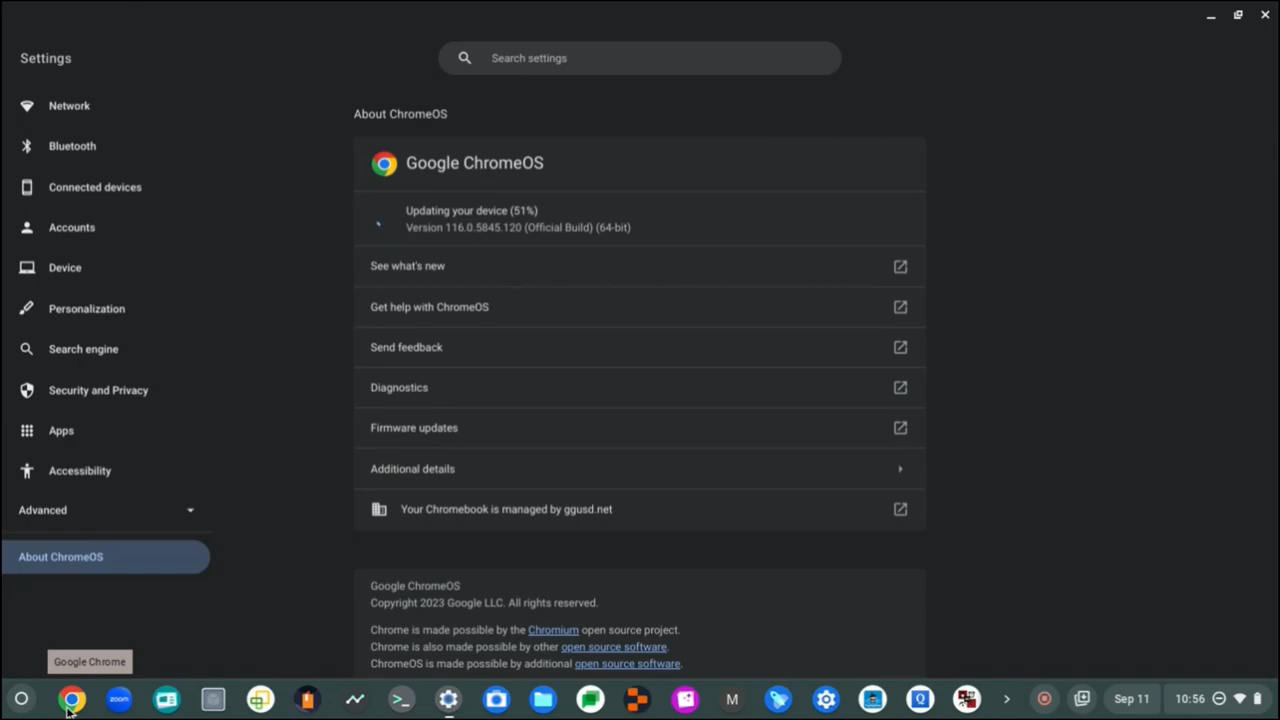 Settings
Search settings
Network
Bluetooth
Connected devices
Accounts
Device
Personalization
Search engine
Security and Privacy
Apps
Accessibility
Advanced
About ChromeOS
About ChromeOS
Google ChromeOS
Updating your device (51%)
Version 116.0.5845.120 (Official Build) (64-bit)
See what's new
Get help with ChromeOS
Send feedback
Diagnostics
Firmware updates
Additional details
Your Chromebook is managed by ggusd.net
Google ChromeOS
Copyright 2023 Google LLC. All rights reserved.
Chrome is made possible by the Chromium open source project.
Chrome is also made possible by other open source software.
ChromeOS is made possible by additional open source software.
Google Chrome
zoom
M
Q
Sep 11
10:56